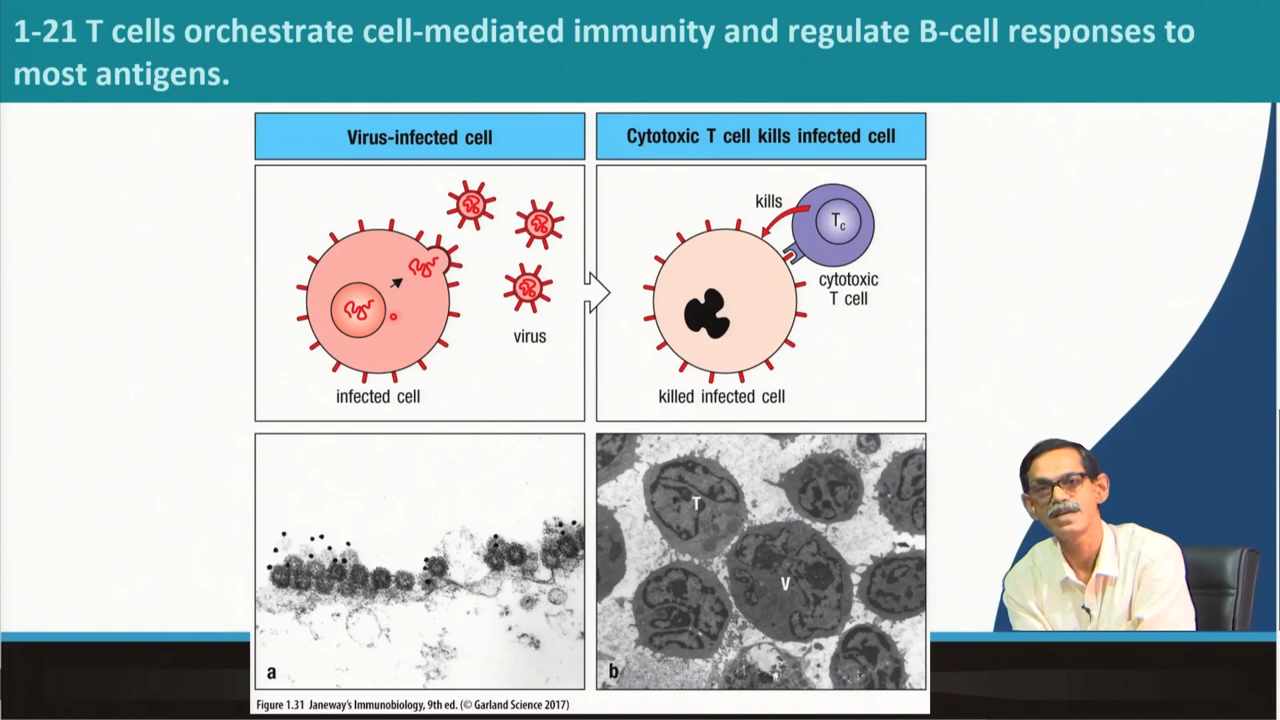 1-21 T cells orchestrate cell-mediated immunity and regulate B-cell responses to
most antigens.
Virus-infected cell
Cytotoxic T cell kills infected cell
kills
Tc
cytotoxic
T cell
virus
infected cell
killed infected cell
T
V
a
b
Figure 1.31 Janeway's Immunobiology, 9th ed. (© Garland Science 2017)